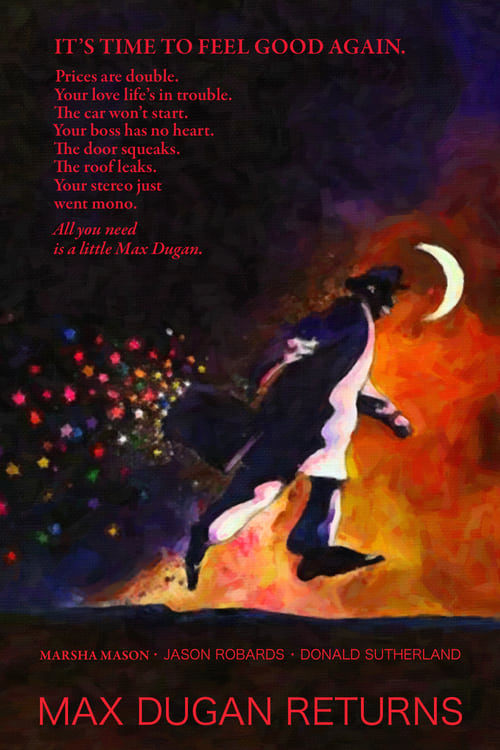 IT'S TIME TO FEEL GOOD AGAIN.
Prices are double.
Your love life's in trouble.
The car won't start.
Your boss has no heart.
The door squeaks.
The roof leaks.
Your stereo just
went mono.
All you need
is a little Max Dugan.
MARSHA MASON · JASON ROBARDS · DONALD SUTHERLAND
MAX DUGAN RETURNS